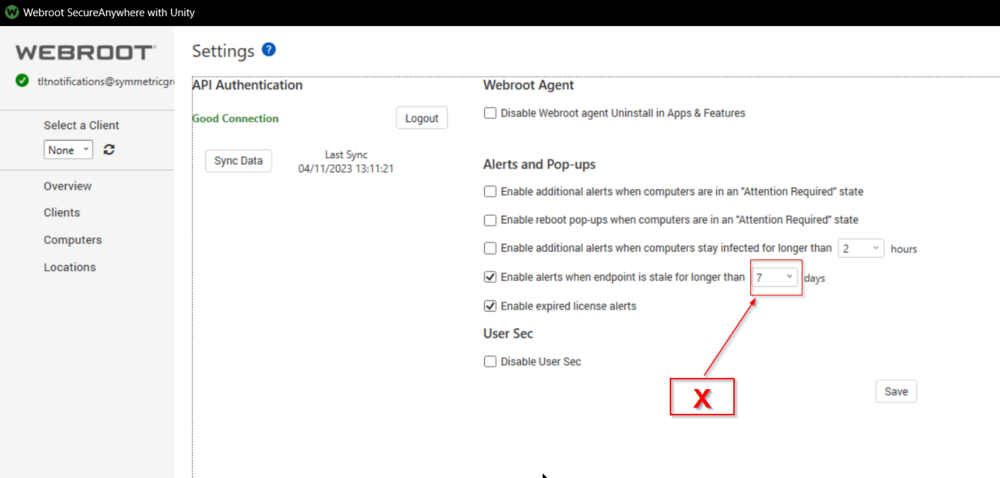 Webroot SecureAnywhere with Unity
WEBROOT
tltnotifications@symmetricgr
Select a Client
None
Overview
Clients
Computers
Locations
Settings ?
API Authentication
Good Connection
Logout
Sync Data
Last Sync
04/11/2023 13:11:21
Webroot Agent
Disable Webroot agent Uninstall in Apps & Features
Alerts and Pop-ups
Enable additional alerts when computers are in an "Attention Required" state
Enable reboot pop-ups when computers are in an "Attention Required" state
Enable additional alerts when computers stay infected for longer than 2 hours
Enable alerts when endpoint is stale for longer than 7 days
Enable expired license alerts
User Sec
Disable User Sec
X
Save